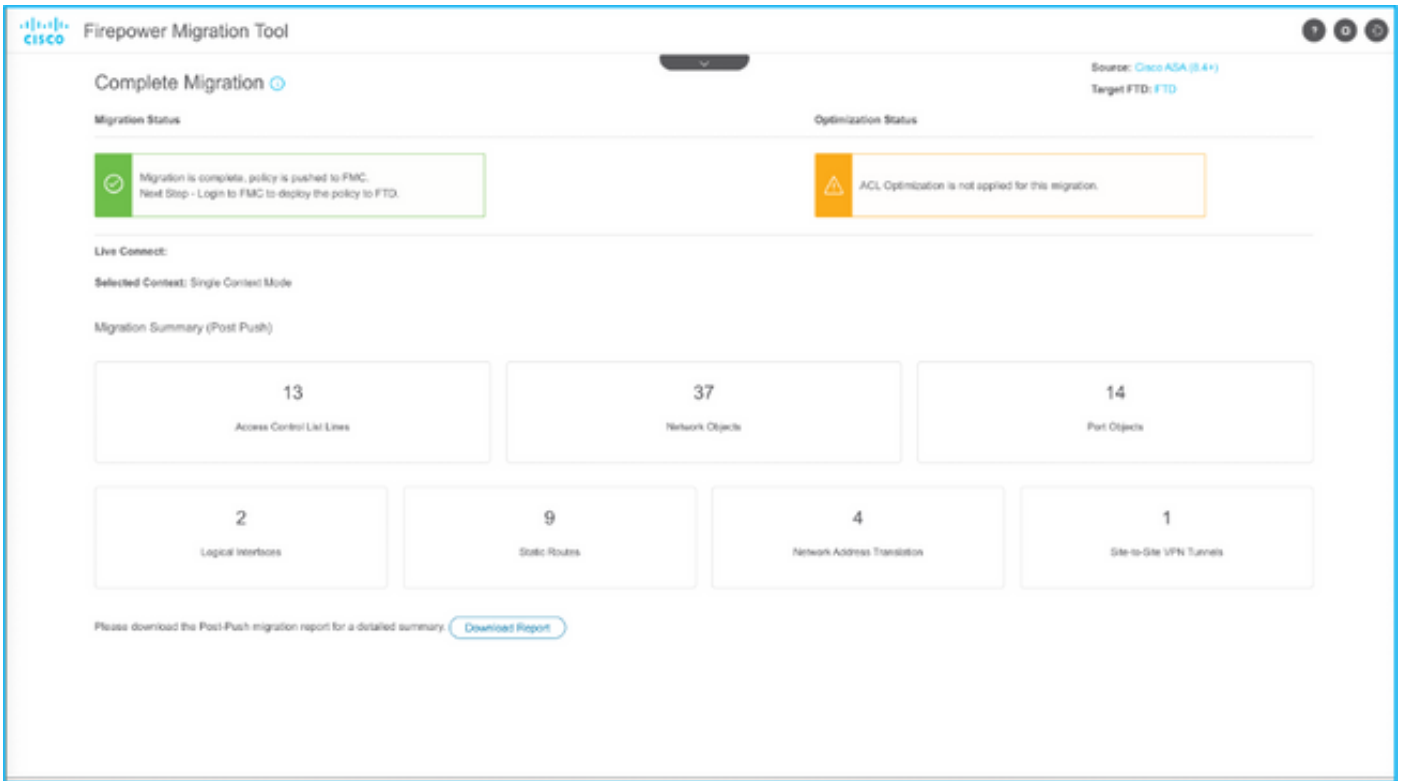 CISCO Firepower Migration Tool
Complete Migration
Source: Cisco ASA (8.4+)
Target FTD: FTD
Migration Status
Optimization Status
Migration is complete, policy is pushed to FMC.
Next Step - Login to FMC to deploy the policy to FTD.
ACL Optimization is not applied for this migration.
Live Connect:
Selected Context: Single Context Mode
Migration Summary (Post Push)
13
Access Control List Lines
37
Network Objects
14
Port Objects
2
Logical Interfaces
9
Static Routes
4
Network Address Translation
1
Site-to-Site VPN Tunnels
Please download the Post-Push migration report for a detailed summary. Download Report